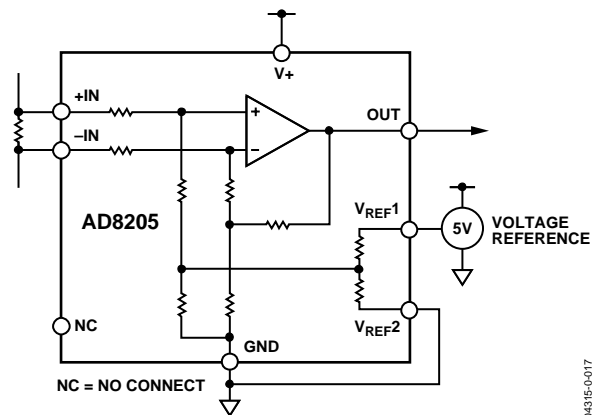 V+
+IN
–IN
+
–
OUT
AD8205
VREF1
5V
VOLTAGE
REFERENCE
VREF2
NC
GND
NC = NO CONNECT
04315-0-017